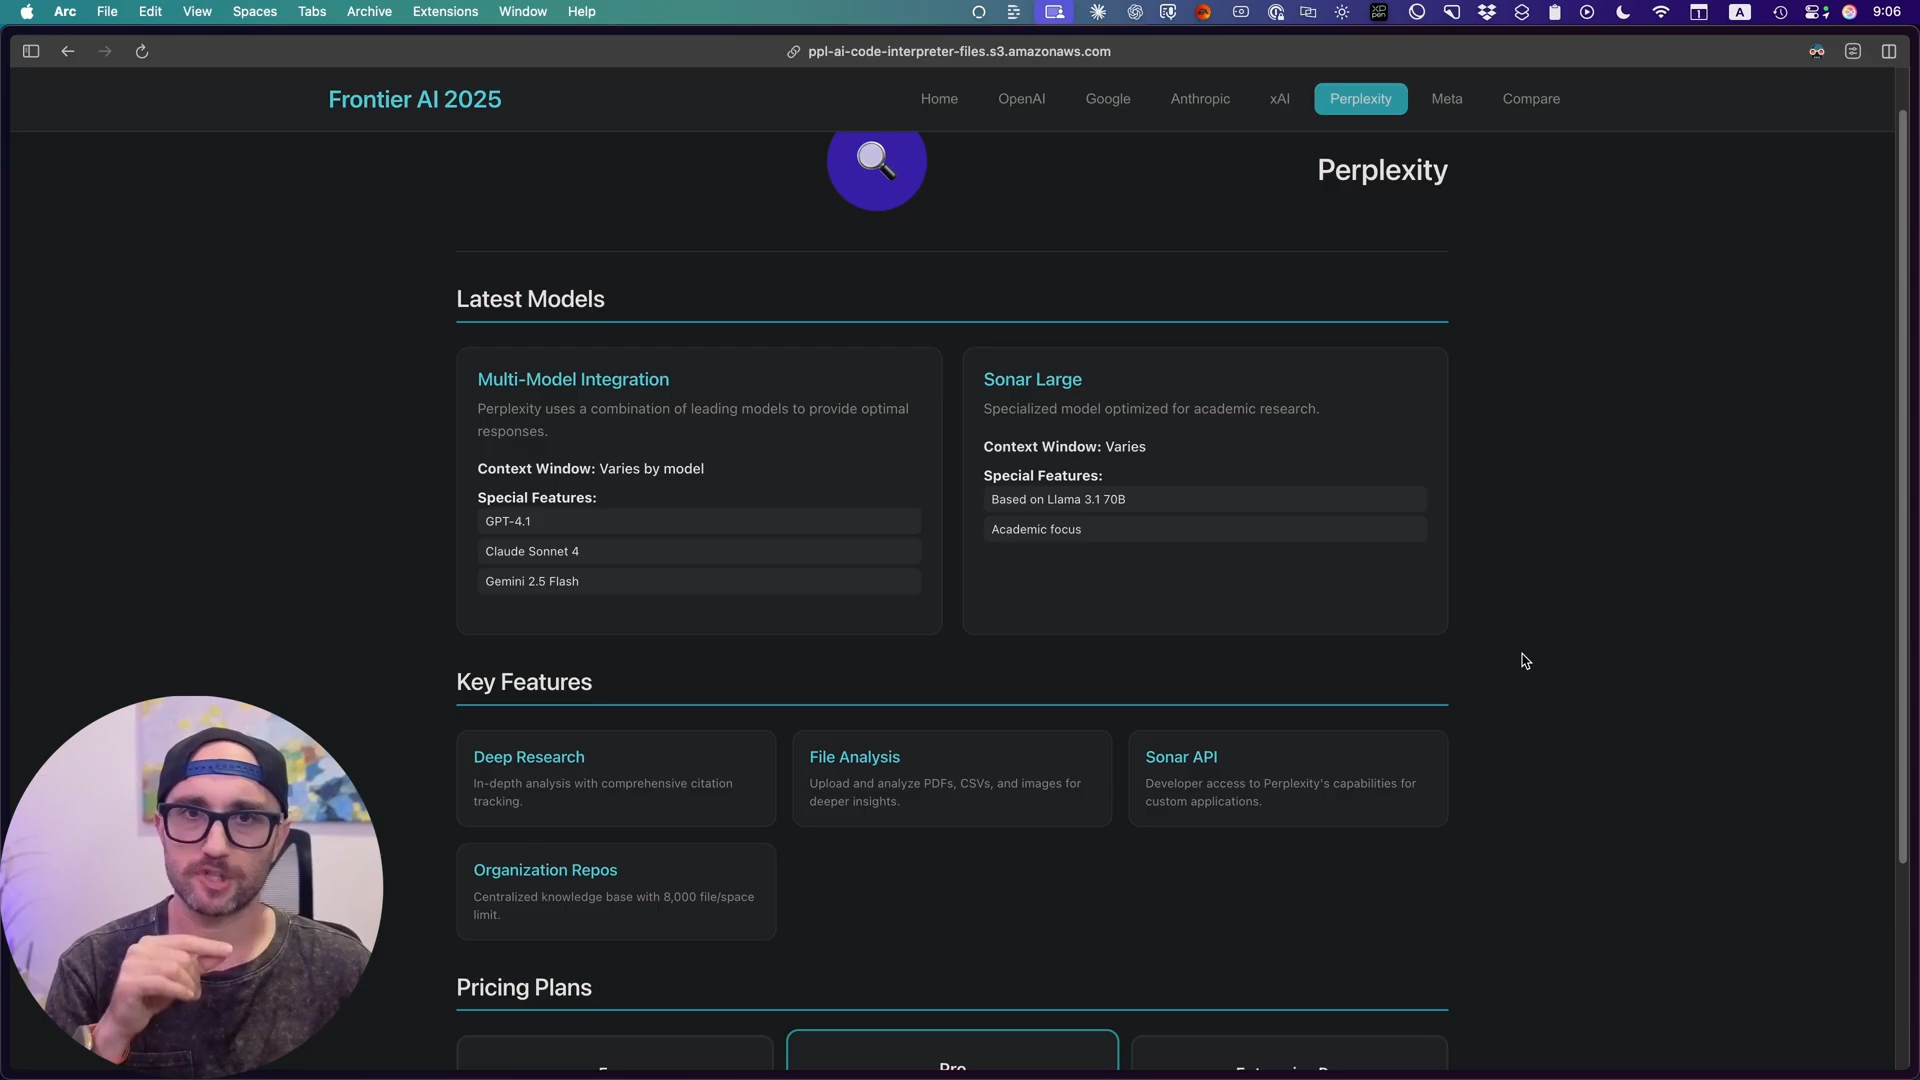 Arc File Edit View Spaces Tabs Archive Extensions Window Help
A 9:06
ppl-ai-code-interpreter-files.s3.amazonaws.com
Frontier AI 2025
Home OpenAI Google Anthropic xAI Perplexity Meta Compare
Perplexity
Latest Models
Multi-Model Integration
Perplexity uses a combination of leading models to provide optimal
responses.
Context Window: Varies by model
Special Features:
GPT-4.1
Claude Sonnet 4
Gemini 2.5 Flash
Sonar Large
Specialized model optimized for academic research.
Context Window: Varies
Special Features:
Based on Llama 3.1 70B
Academic focus
Key Features
Deep Research
In-depth analysis with comprehensive citation
tracking.
File Analysis
Upload and analyze PDFs, CSVs, and images for
deeper insights.
Sonar API
Developer access to Perplexity's capabilities for
custom applications.
Organization Repos
Centralized knowledge base with 8,000 file/space
limit.
Pricing Plans
Pro